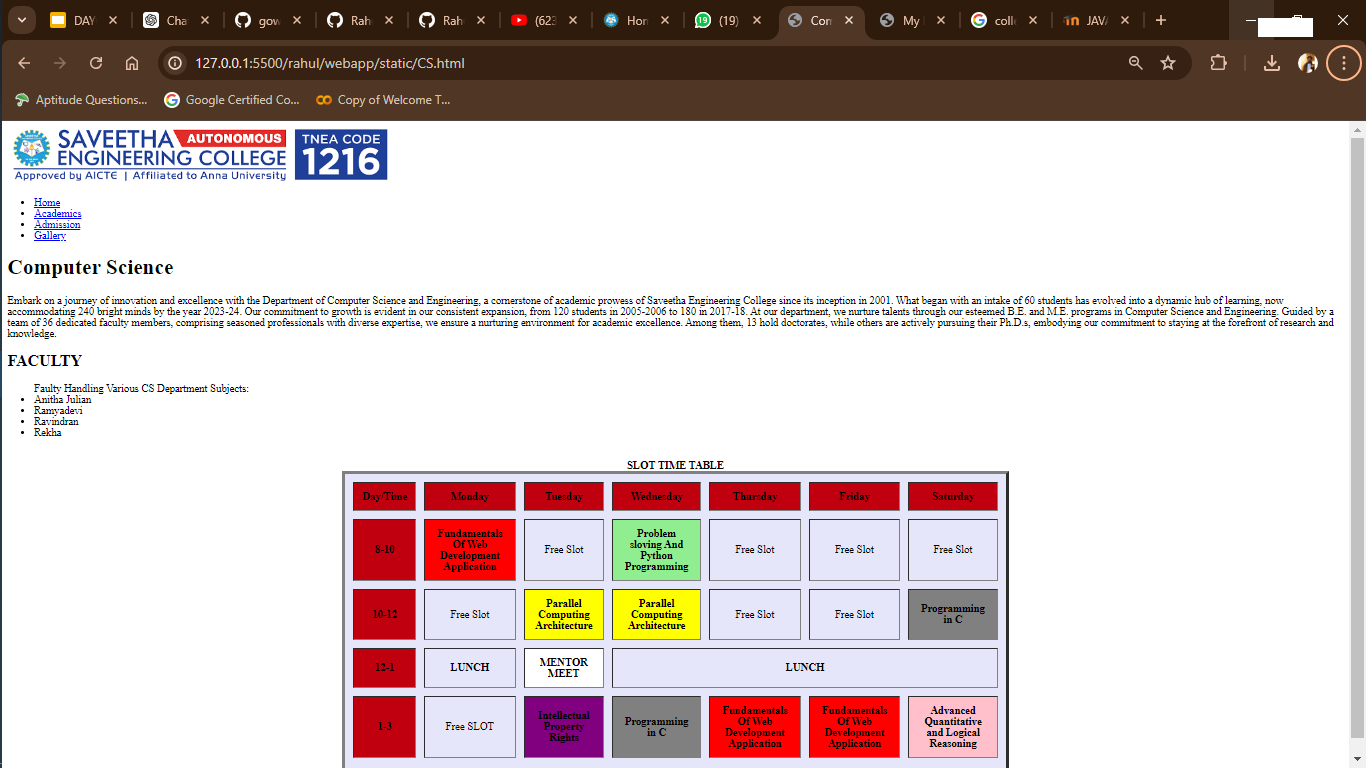 DAY
Cha
gow
Rah
Rah
(623
Hom
19
(19)
Con
My
coll
JAVA
127.0.0.1:5500/rahul/webapp/static/CS.html
Aptitude Questions...
Google Certified Co...
Copy of Welcome T...
SAVEETHA AUTONOMOUS
ENGINEERING COLLEGE
Approved by AICTE | Affiliated to Anna University
TNEA CODE
1216
Home
Academics
Admission
Gallery
Computer Science
Embark on a journey of innovation and excellence with the Department of Computer Science and Engineering, a cornerstone of academic prowess of Saveetha Engineering College since its inception in 2001. What began with an intake of 60 students has evolved into a dynamic hub of learning, now
accommodating 240 bright minds by the year 2023-24. Our commitment to growth is evident in our consistent expansion, from 120 students in 2005-2006 to 180 in 2017-18. At our department, we nurture talents through our esteemed B.E. and M.E. programs in Computer Science and Engineering. Guided by a
team of 36 dedicated faculty members, comprising seasoned professionals with diverse expertise, we ensure a nurturing environment for academic excellence. Among them, 13 hold doctorates, while others are actively pursuing their Ph.D.s, embodying our commitment to staying at the forefront of research and
knowledge.
FACULTY
Faulty Handling Various CS Department Subjects:
Anitha Julian
Ramyadevi
Ravindran
Rekha
SLOT TIME TABLE
Day/Time Monday Tuesday Wednesday Thursday Friday Saturday
8-10
Fundamentals
Of Web
Development
Application
Free Slot
Problem
sloving And
Python
Programming
Free Slot
Free Slot
Free Slot
10-12
Free Slot
Parallel
Computing
Architecture
Parallel
Computing
Architecture
Free Slot
Free Slot
Programming
in C
12-1
LUNCH
MENTOR
MEET
LUNCH
1-3
Free SLOT
Intellectual
Property
Rights
Programming
in C
Fundamentals
Of Web
Development
Application
Fundamentals
Of Web
Development
Application
Advanced
Quantitative
and Logical
Reasoning